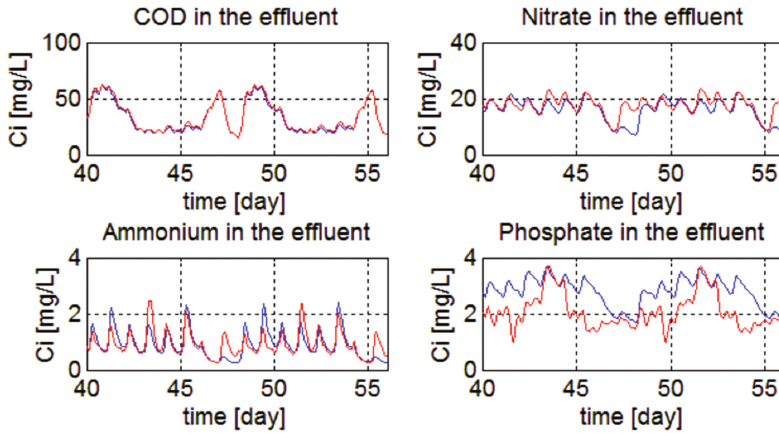 COD in the effluent
Ci [mg/L]
100
50
0
40 45 50 55
time [day]
Nitrate in the effluent
Ci [mg/L]
40
20
0
40 45 50 55
time [day]
Ammonium in the effluent
Ci [mg/L]
4
2
0
40 45 50 55
time [day]
Phosphate in the effluent
Ci [mg/L]
4
2
0
40 45 50 55
time [day]